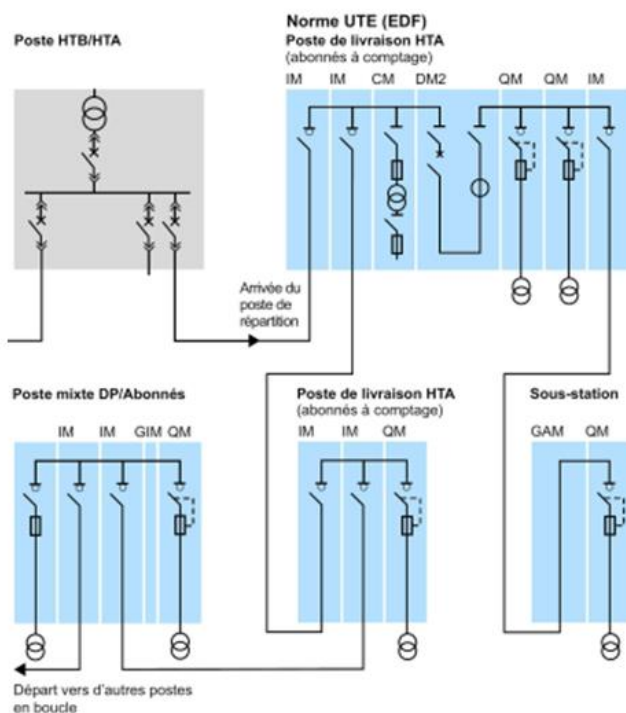 Poste HTB/HTA
Norme UTE (EDF)
Poste de livraison HTA
(abonnés à comptage)
IM IM CM DM2 QM QM IM
Arrivée du
poste de
répartition
Poste mixte DP/Abonnés
IM IM GIM QM
Poste de livraison HTA
(abonnés à comptage)
IM IM QM
Sous-station
GAM QM
Départ vers d'autres postes
en boucle